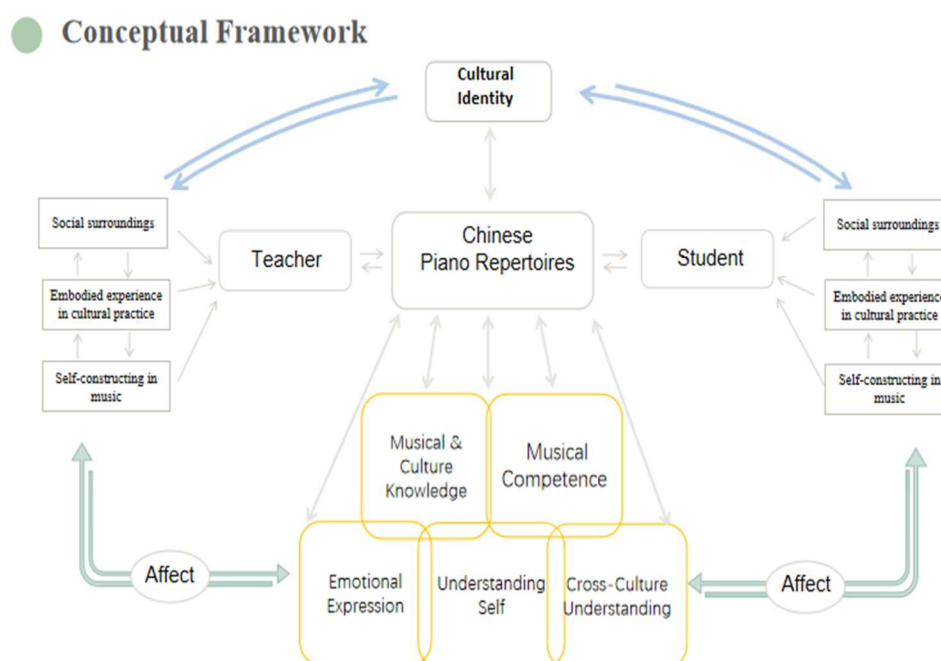 Conceptual Framework
Cultural
Identity
Social surroundings
Embodied experience
in cultural practice
Self-constructing in
music
Teacher
Chinese
Piano Repertoires
Student
Social surroundings
Embodied experience
in cultural practice
Self-constructing in
music
Musical &
Culture
Knowledge
Musical
Competence
Emotional
Expression
Understanding
Self
Cross-Culture
Understanding
Affect
Affect